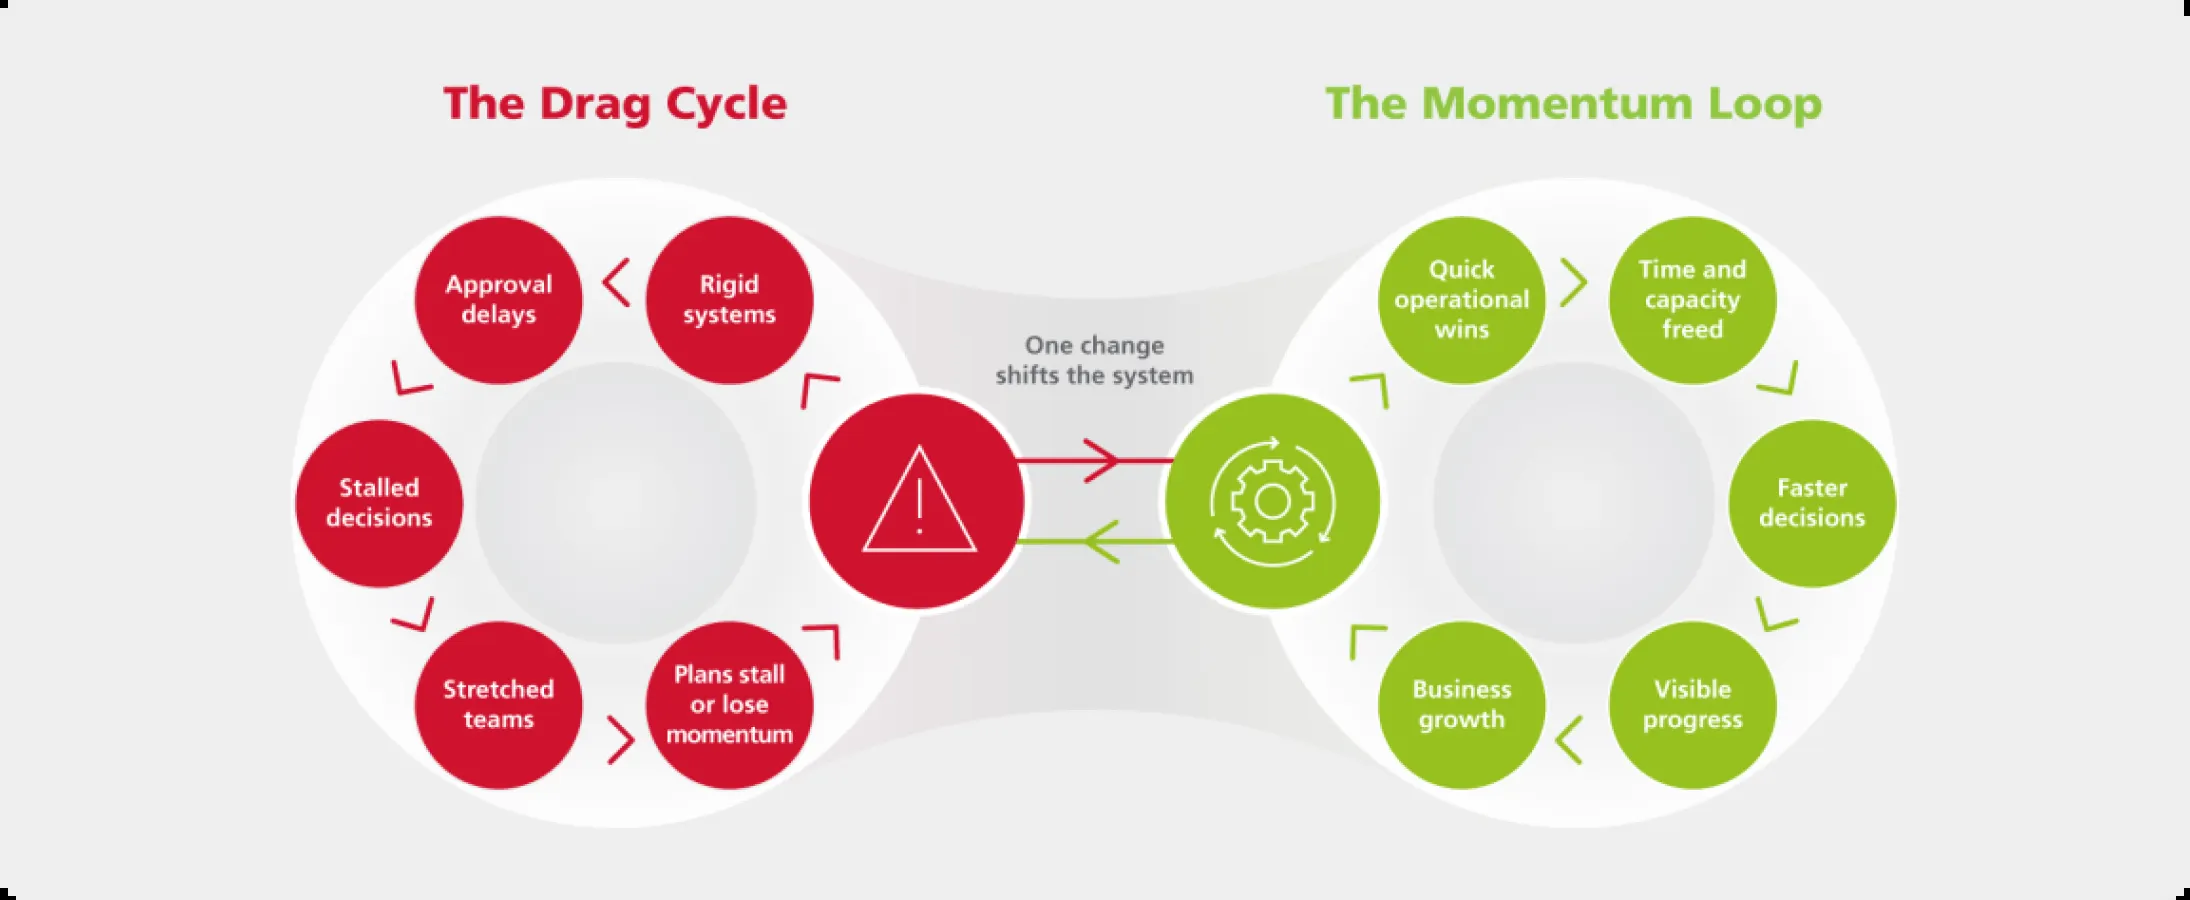 The Drag Cycle
Rigid
systems
Approval
delays
Stalled
decisions
Stretched
teams
Plans stall
or lose
momentum
One change
shifts the system
The Momentum Loop
Quick
operational
wins
Time and
capacity
freed
Faster
decisions
Visible
progress
Business
growth